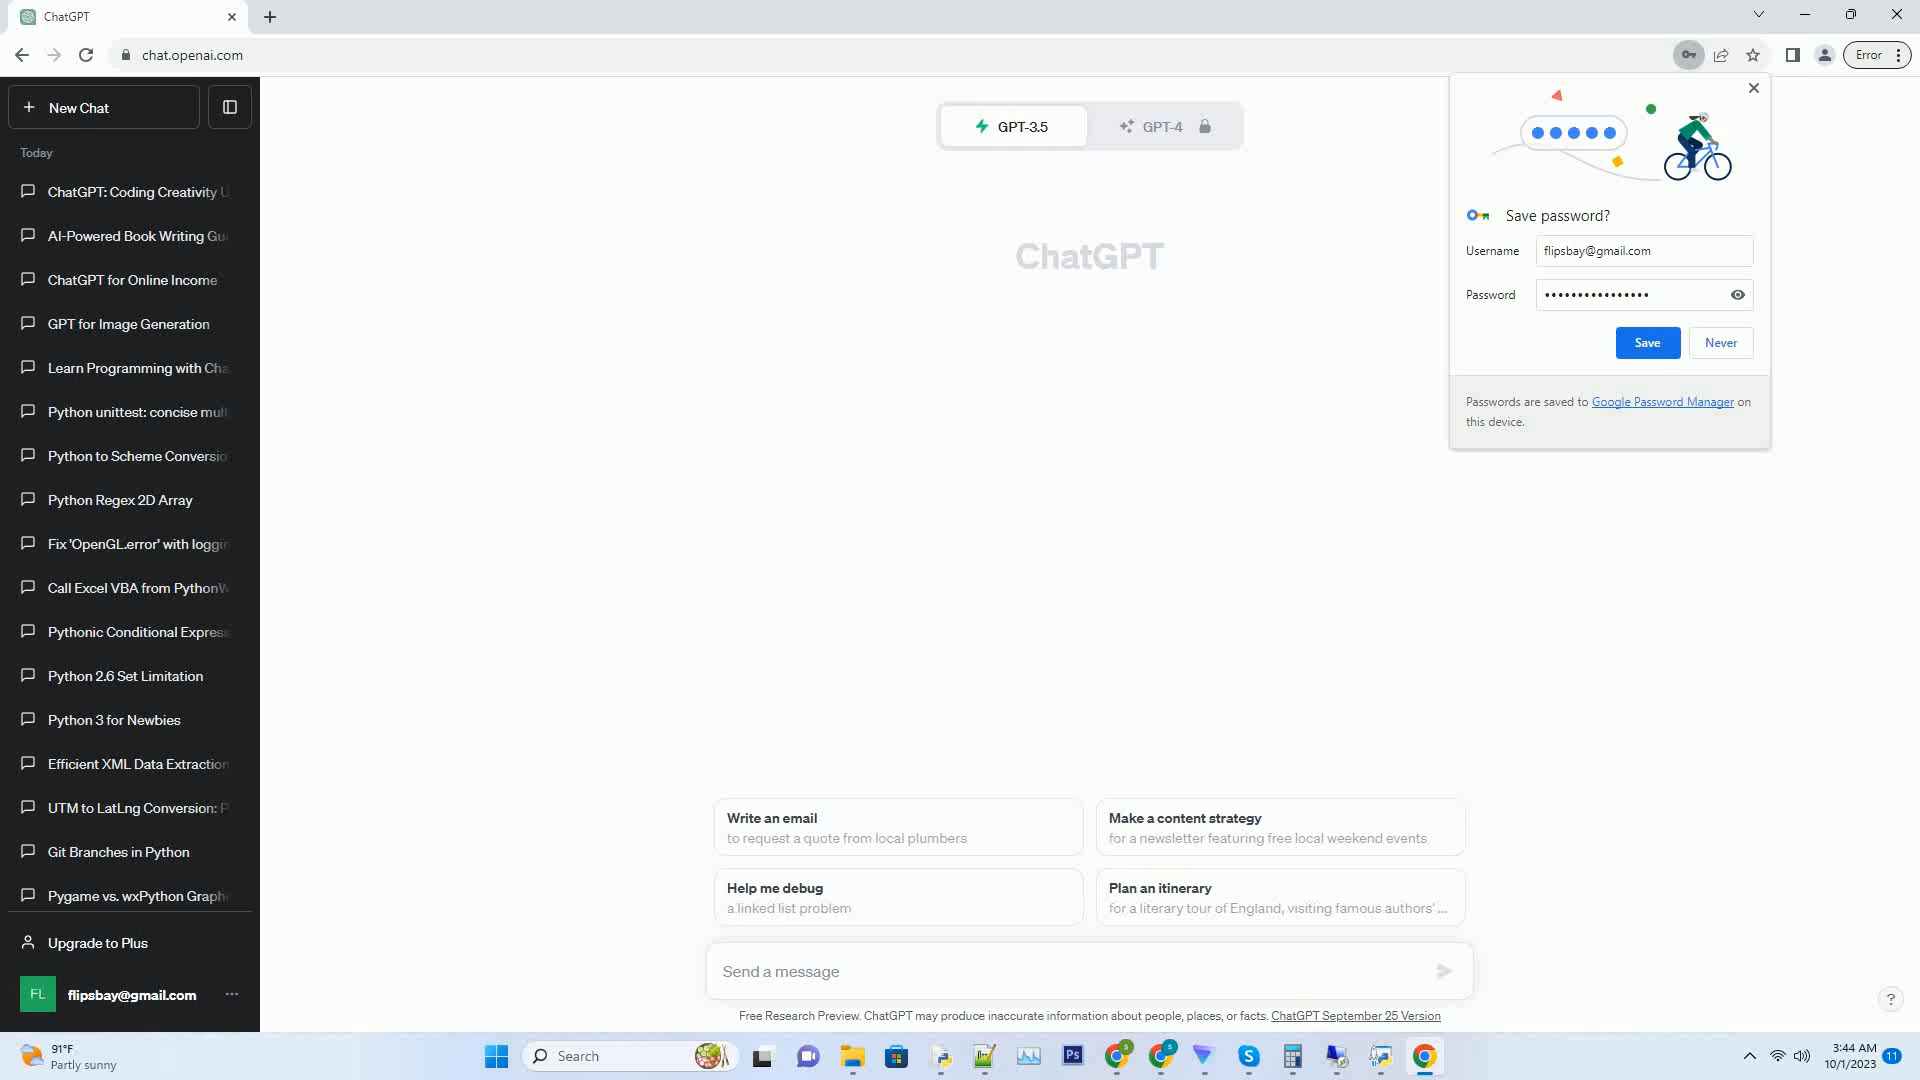 ChatGPT
chat.openai.com
Error
New Chat
Today
ChatGPT: Coding Creativity
AI-Powered Book Writing
ChatGPT for Online Income
GPT for Image Generation
Learn Programming with
Python unittest: concise
Python to Scheme
Python Regex 2D Array
Fix 'OpenGL.error' with
Call Excel VBA from
Pythonic Conditional
Python 2.6 Set Limitation
Python 3 for Newbies
Efficient XML Data Extraction
UTM to LatLng Conversion:
Git Branches in Python
Pygame vs. wxPython
Upgrade to Plus
FL flipsbay@gmail.com
GPT-3.5 GPT-4
ChatGPT
Save password?
Username flipsbay@gmail.com
Password ••••••••••••••••
Save Never
Passwords are saved to Google Password Manager on
this device.
Write an email
to request a quote from local plumbers
Make a content strategy
for a newsletter featuring free local weekend events
Help me debug
a linked list problem
Plan an itinerary
for a literary tour of England, visiting famous authors' ...
Send a message
Free Research Preview. ChatGPT may produce inaccurate information about people, places, or facts. ChatGPT September 25 Version
?
91°F
Partly sunny
Search
Ps
S
S
3:44 AM
10/1/2023
11